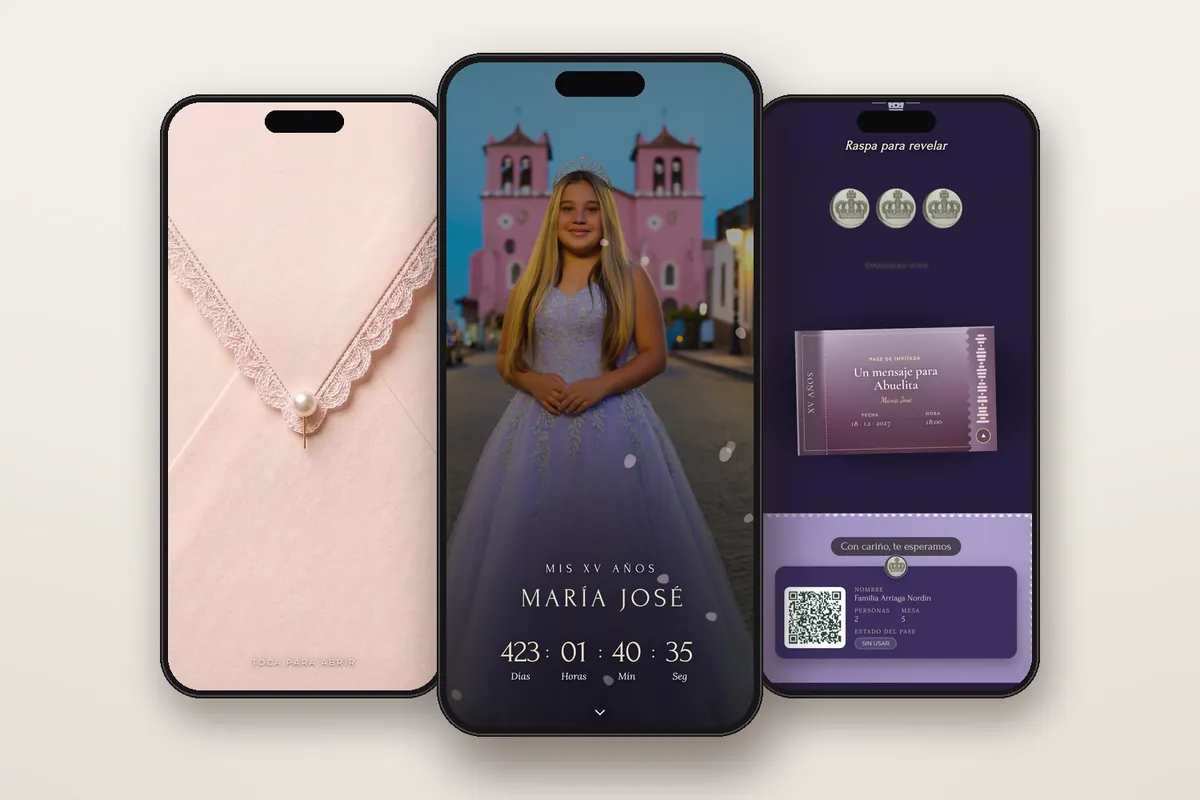 TOCA PARA ABRIR
MIS XV AÑOS
MARÍA JOSÉ
423 : 01 : 40 : 35
Días Horas Min Seg
Raspa para revelar
XV AÑOS
PASE DE INVITADA
Un mensaje para
Abuelita
María José
FECHA HORA
18 · 12 · 2027 18:00
Con cariño, te esperamos
NOMBRE
Familia Arriaga Nordin
PERSONAS MESA
2 5
ESTADO DEL PASE
SIN USAR